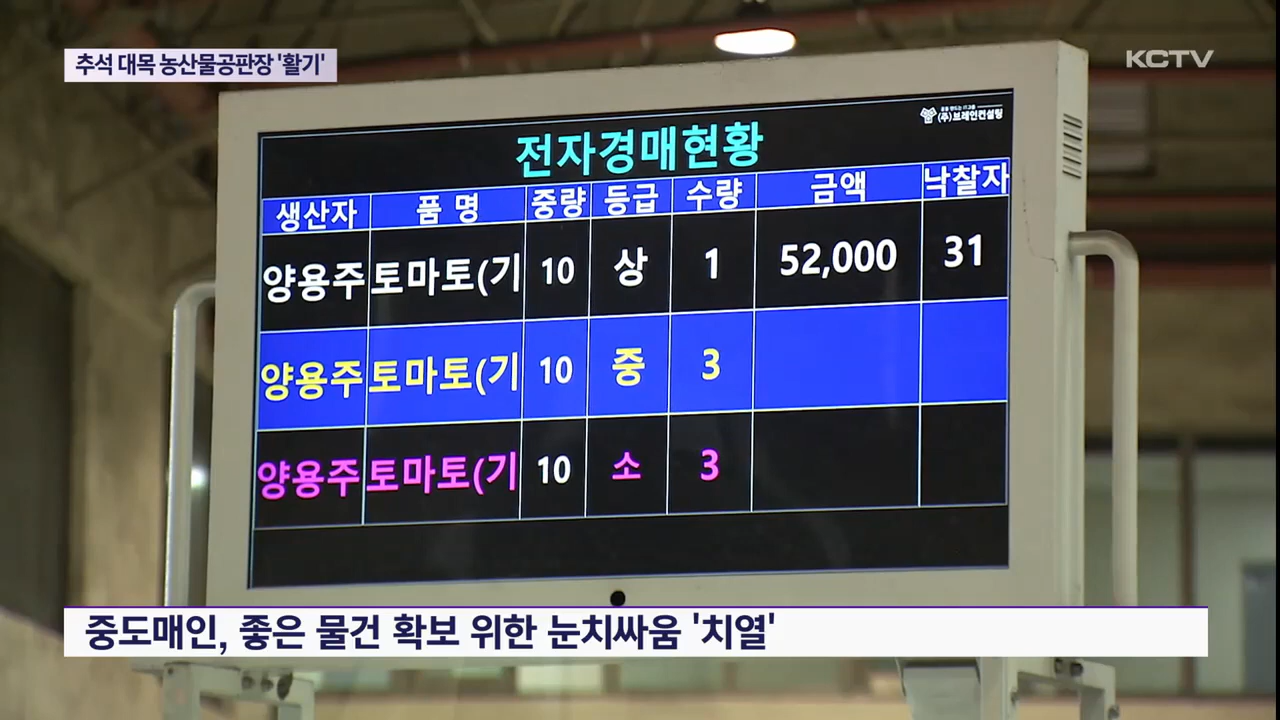 추석 대목 농산물공판장 '활기'
KCTV
(주)브레인컨설팅
전자경매현황
생산자 품명 중량 등급 수량 금액 낙찰자
양용주 토마토(기 10 상 1 52,000 31
양용주 토마토(기 10 중 3
양용주 토마토(기 10 소 3
중도매인, 좋은 물건 확보 위한 눈치싸움 '치열'